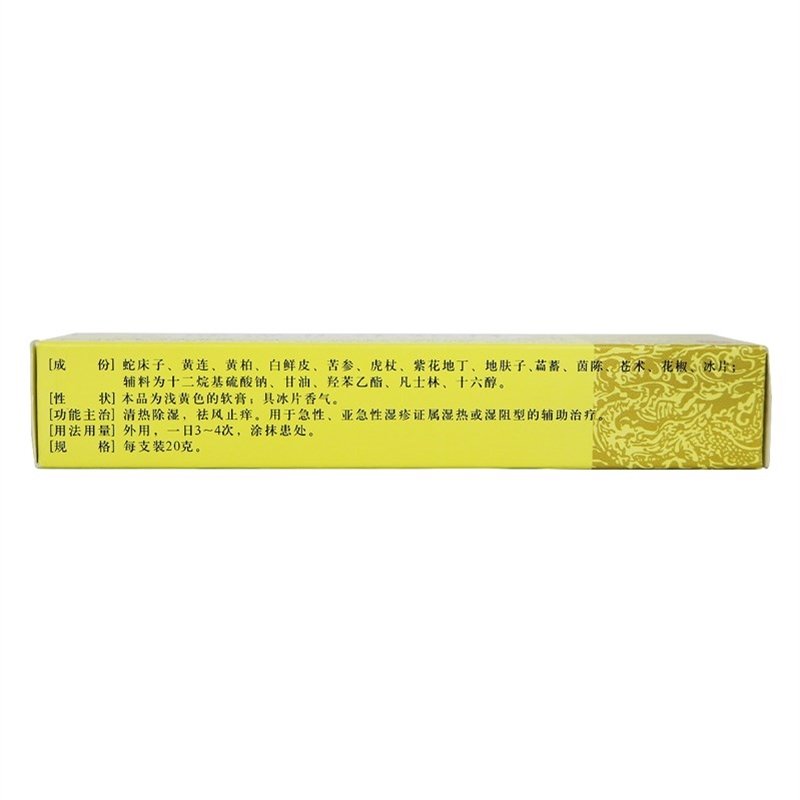 [成 份] 蛇床子、黄连、黄柏、白鲜皮、苦参、虎杖、紫花地丁、地肤子、萹蓄、茵陈、苍术、花椒、冰片；
辅料为十二烷基硫酸钠、甘油、羟苯乙酯、凡士林、十六醇。
[性 状] 本品为浅黄色的软膏；具冰片香气。
[功能主治] 清热除湿，祛风止痒。用于急性、亚急性湿疹证属湿热或湿阻型的辅助治疗。
[用法用量] 外用，一日3~4次，涂抹患处。
[规 格] 每支装20克。